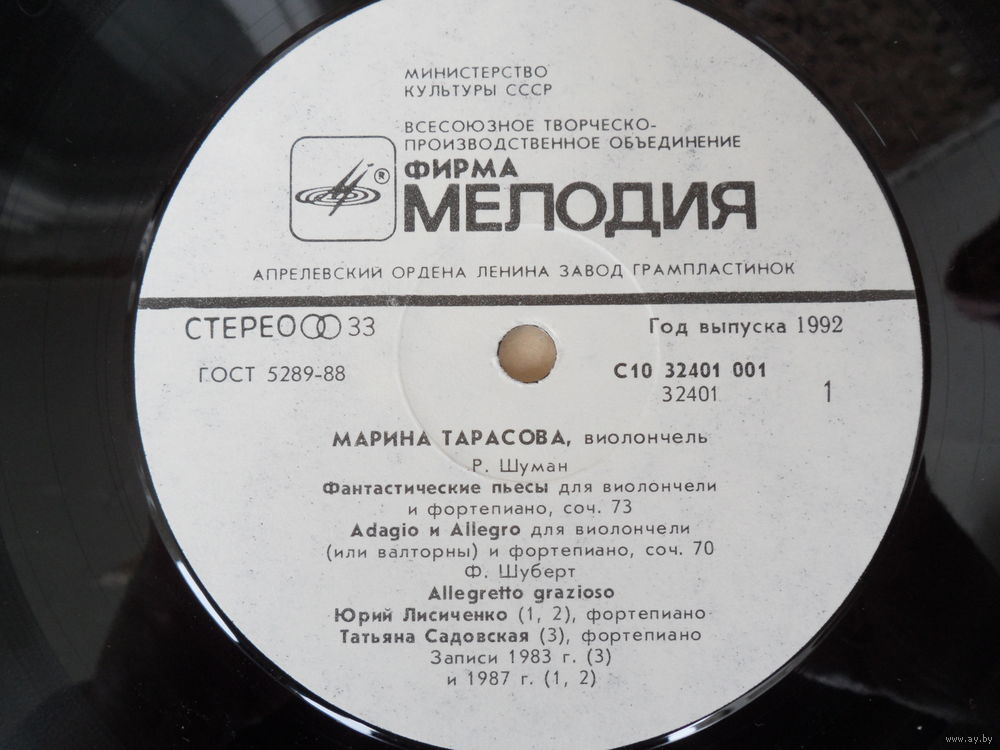 МИНИСТЕРСТВО
КУЛЬТУРЫ СССР
ВСЕСОЮЗНОЕ ТВОРЧЕСКО-
ПРОИЗВОДСТВЕННОЕ ОБЪЕДИНЕНИЕ
ФИРМА
®
МЕЛОДИЯ
АПРЕЛЕВСКИЙ ОРДЕНА ЛЕНИНА ЗАВОД ГРАМПЛАСТИНОК
СТЕРЕО 33
Год выпуска 1992
ГОСТ 5289-88
С10 32401 001
32401
1
МАРИНА ТАРАСОВА, виолончель
Р. Шуман
Фантастические пьесы для виолончели
и фортепиано, соч. 73
Adagio и Allegro для виолончели
(или валторны) и фортепиано, соч. 70
Ф. Шуберт
Allegretto grazioso
Юрий Лисиченко (1, 2), фортепиано
Татьяна Садовская (3), фортепиано
Записи 1983 г. (3)
и 1987 г. (1, 2)
www.ay.by